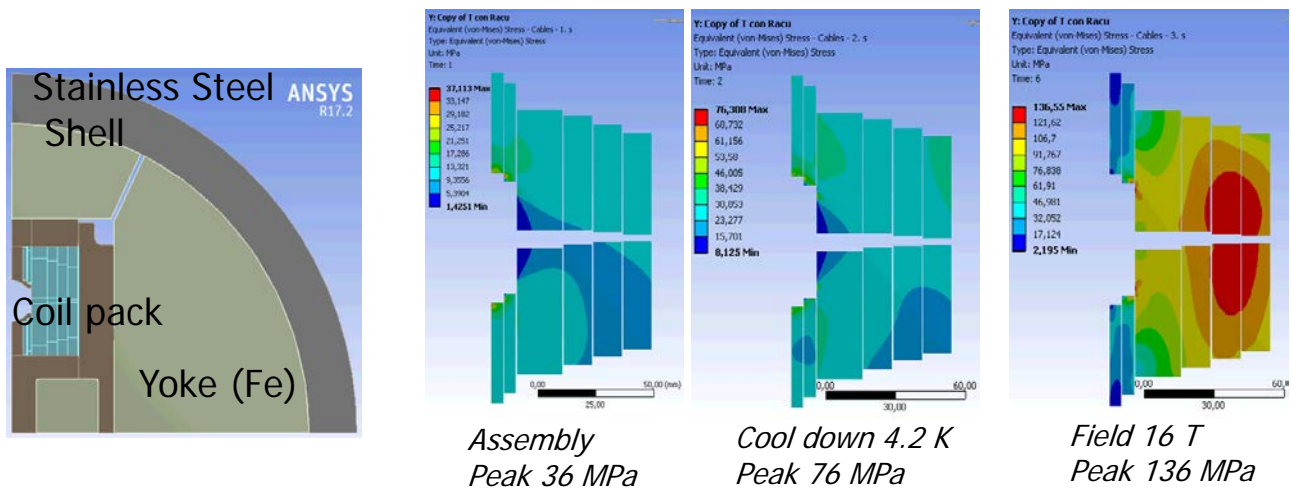 Stainless Steel
Shell
ANSYS
R17.2
Coil pack
Yoke (Fe)
Y: Copy of T con Racu
Equivalent (von-Mises) Stress - Cables - 1. s
Type: Equivalent (von-Mises) Stress
Unit: MPa
Time: 1
37,113 Max
33,147
29,182
25,217
21,251
17,286
13,321
9,3556
5,3904
1,4251 Min
0,00
50,00 (mm)
25,00
Assembly
Peak 36 MPa
Y: Copy of T con Racu
Equivalent (von-Mises) Stress - Cables - 2. s
Type: Equivalent (von-Mises) Stress
Unit: MPa
Time: 2
76,308 Max
68,732
61,156
53,58
46,005
38,429
30,853
23,277
15,701
8,125 Min
0,00
60,00
30,00
Cool down 4.2 K
Peak 76 MPa
Y: Copy of T con Racu
Equivalent (von-Mises) Stress - Cables - 3. s
Type: Equivalent (von-Mises) Stress
Unit: MPa
Time: 6
136,55 Max
121,62
106,7
91,767
76,838
61,91
46,981
32,052
17,124
2,195 Min
0,00
60,
30,00
Field 16 T
Peak 136 MPa